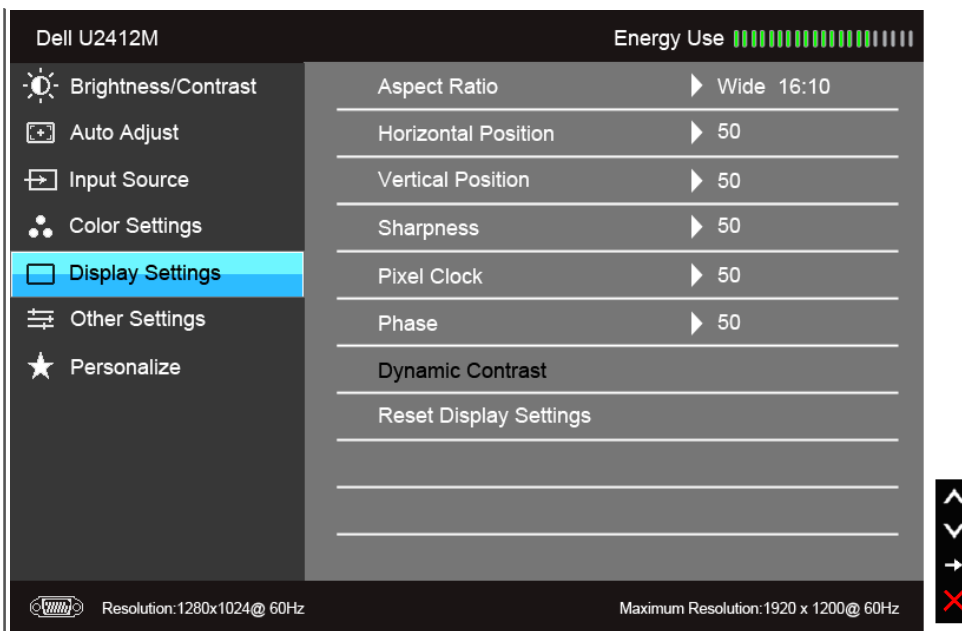 Dell U2412M Energy Use
Brightness/Contrast
Auto Adjust
Input Source
Color Settings
Display Settings
Other Settings
Personalize
Aspect Ratio Wide 16:10
Horizontal Position 50
Vertical Position 50
Sharpness 50
Pixel Clock 50
Phase 50
Dynamic Contrast
Reset Display Settings
Resolution:1280x1024@ 60Hz Maximum Resolution:1920 x 1200@ 60Hz